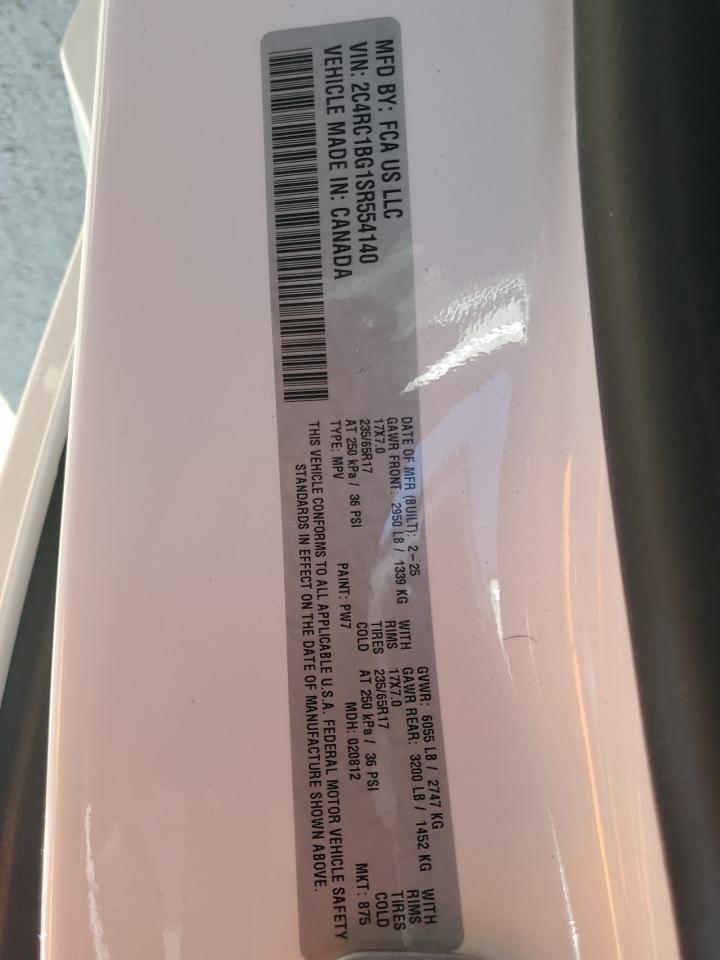 MFD BY: FCA US LLC
VIN: 2C4RC1BG1SR554140
VEHICLE MADE IN: CANADA
DATE OF MFR (BUILT): 2-25 GVWR: 6055 LB / 2747 KG
GAWR FRONT: 2950 LB / 1339 KG WITH GAWR REAR: 3200 LB / 1452 KG WITH
17X7.0 RIMS 17X7.0 RIMS
235/65R17 TIRES 235/65R17 TIRES
AT 250 kPa / 36 PSI COLD AT 250 kPa / 36 PSI COLD
TYPE: MPV PAINT: PW7 MDH: 020812 MKT: 875
THIS VEHICLE CONFORMS TO ALL APPLICABLE U.S.A. FEDERAL MOTOR VEHICLE SAFETY
STANDARDS IN EFFECT ON THE DATE OF MANUFACTURE SHOWN ABOVE.